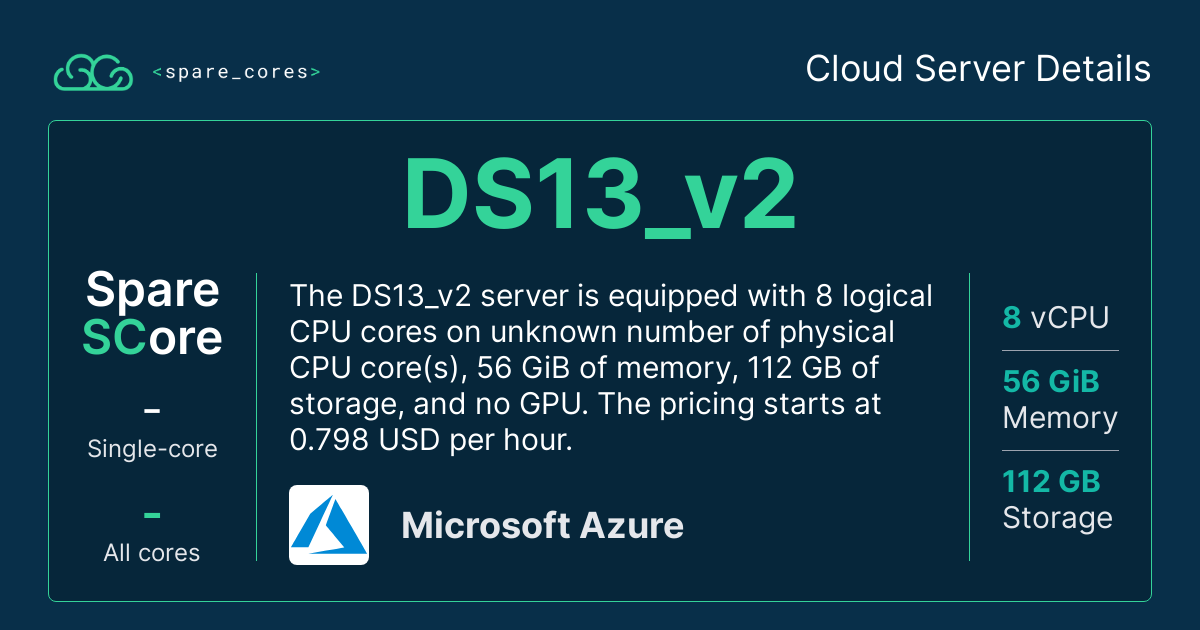 <spare_cores>
Cloud Server Details
DS13_v2
Spare
SCore
–
Single-core
–
All cores
The DS13_v2 server is equipped with 8 logical
CPU cores on unknown number of physical
CPU core(s), 56 GiB of memory, 112 GB of
storage, and no GPU. The pricing starts at
0.798 USD per hour.
Microsoft Azure
8 vCPU
56 GiB
Memory
112 GB
Storage